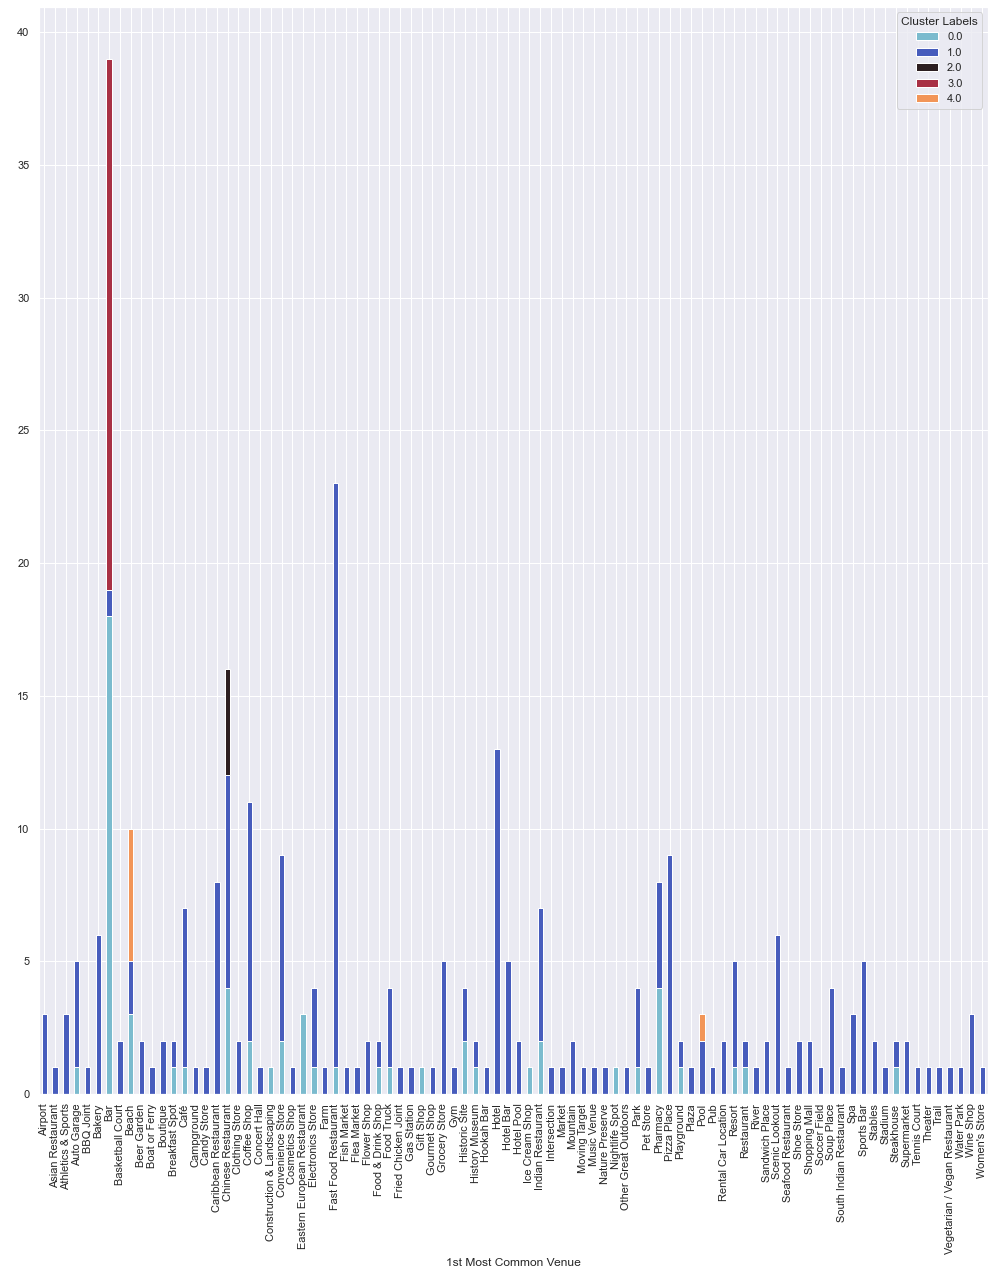 Cluster Labels
0.0
1.0
2.0
3.0
4.0
40
35
30
25
20
15
10
5
0
Airport
Asian Restaurant
Athletics & Sports
Auto Garage
BBQ Joint
Bakery
Bar
Basketball Court
Beach
Beer Garden
Boat or Ferry
Boutique
Breakfast Spot
Café
Campground
Candy Store
Caribbean Restaurant
Chinese Restaurant
Clothing Store
Coffee Shop
Concert Hall
Construction & Landscaping
Convenience Store
Cosmetics Shop
Eastern European Restaurant
Electronics Store
Farm
Fast Food Restaurant
Fish Market
Flea Market
Flower Shop
Food & Drink Shop
Food Truck
Fried Chicken Joint
Gas Station
Gift Shop
Gourmet Shop
Grocery Store
Gym
Historic Site
History Museum
Hookah Bar
Hotel
Hotel Bar
Hotel Pool
Ice Cream Shop
Indian Restaurant
Intersection
Market
Mountain
Moving Target
Music Venue
Nature Preserve
Nightlife Spot
Other Great Outdoors
Park
Pet Store
Pharmacy
Pizza Place
Playground
Plaza
Pool
Pub
Rental Car Location
Resort
Restaurant
River
Sandwich Place
Scenic Lookout
Seafood Restaurant
Shoe Store
Shopping Mall
Soccer Field
Soup Place
South Indian Restaurant
Spa
Sports Bar
Stables
Stadium
Steakhouse
Supermarket
Tennis Court
Theater
Trail
Vegetarian / Vegan Restaurant
Water Park
Wine Shop
Women's Store
1st Most Common Venue